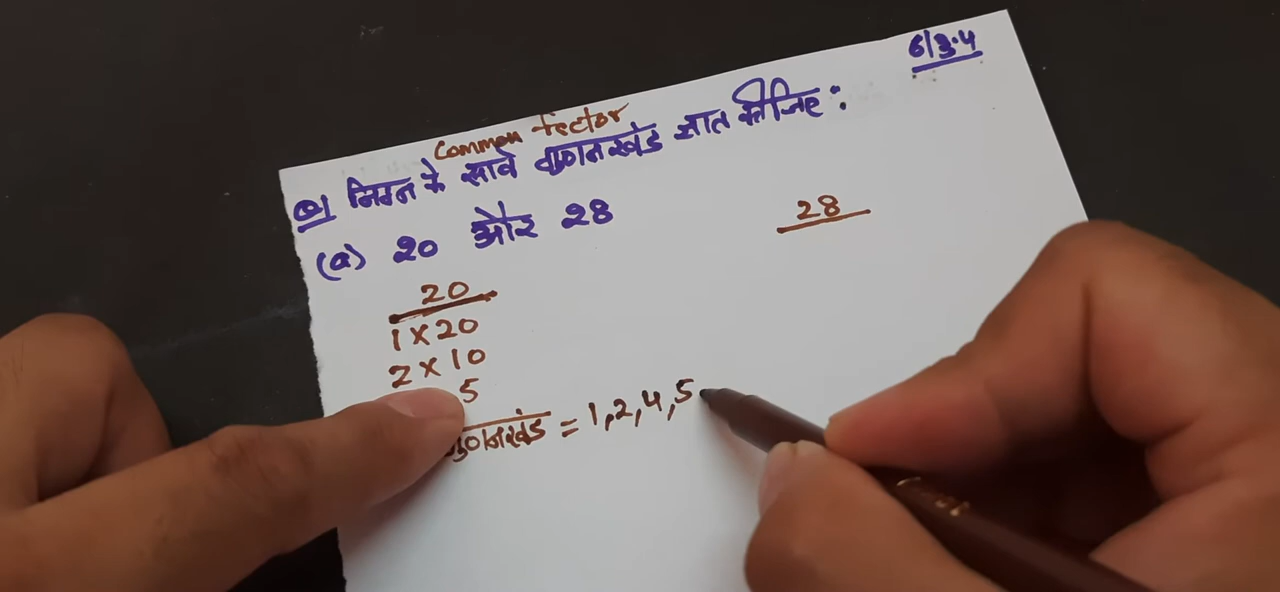 6/3.4
Common fector
Q1 निम्न के सावे गुणनखंड ज्ञात कीजिए :
(a) 20 और 28
20
28
1 × 20
2 × 10
5
गुणनखंड = 1, 2, 4, 5